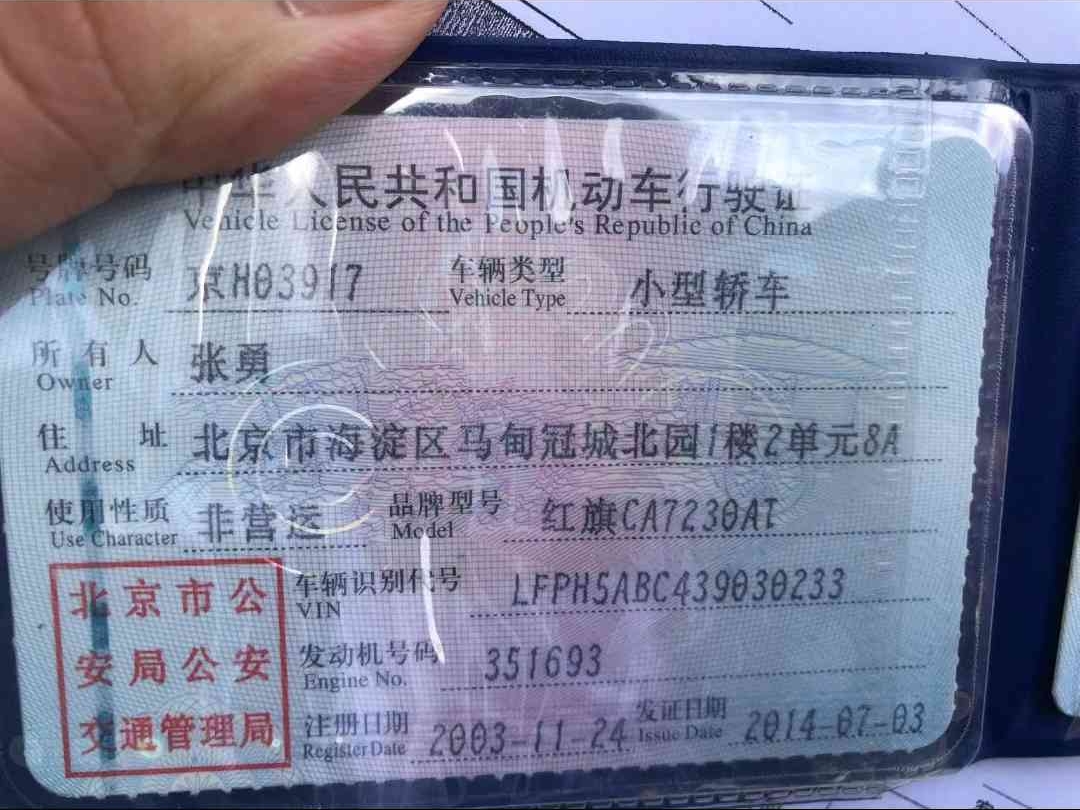 中华人民共和国机动车行驶证
Vehicle License of the People's Republic of China
号牌号码 京H03917 车辆类型 小型轿车
Plate No. Vehicle Type
所有人 张勇
Owner
住址 北京市海淀区马甸冠城北园1楼2单元8A
Address
使用性质 非营运 品牌型号 红旗CA7230AT
Use Character Model
北京市公
安局公安
交通管理局
车辆识别代号 LFPH5ABC439030233
VIN
发动机号码 351693
Engine No.
注册日期 2003-11-24 发证日期 2014-07-03
Register Date Issue Date